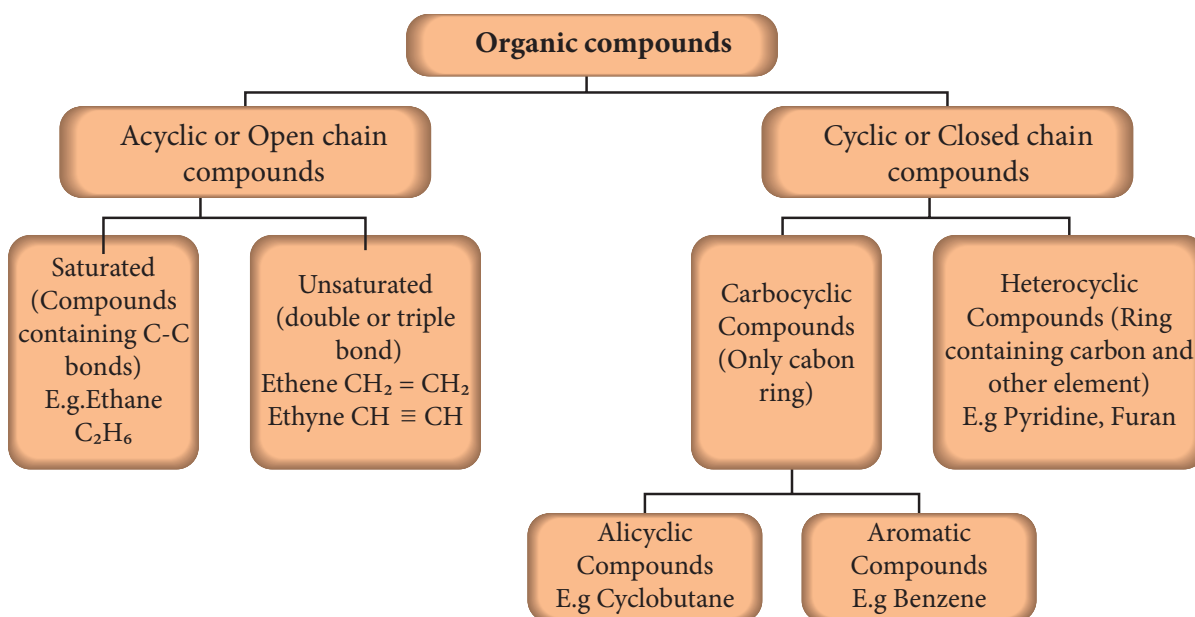 Organic compounds
Acyclic or Open chain
compounds
Cyclic or Closed chain
compounds
Saturated
(Compounds
containing C-C
bonds)
E.g.Ethane
C₂H₆
Unsaturated
(double or triple
bond)
Ethene CH₂ = CH₂
Ethyne CH ≡ CH
Carbocyclic
Compounds
(Only cabon
ring)
Heterocyclic
Compounds (Ring
containing carbon and
other element)
E.g Pyridine, Furan
Alicyclic
Compounds
E.g Cyclobutane
Aromatic
Compounds
E.g Benzene